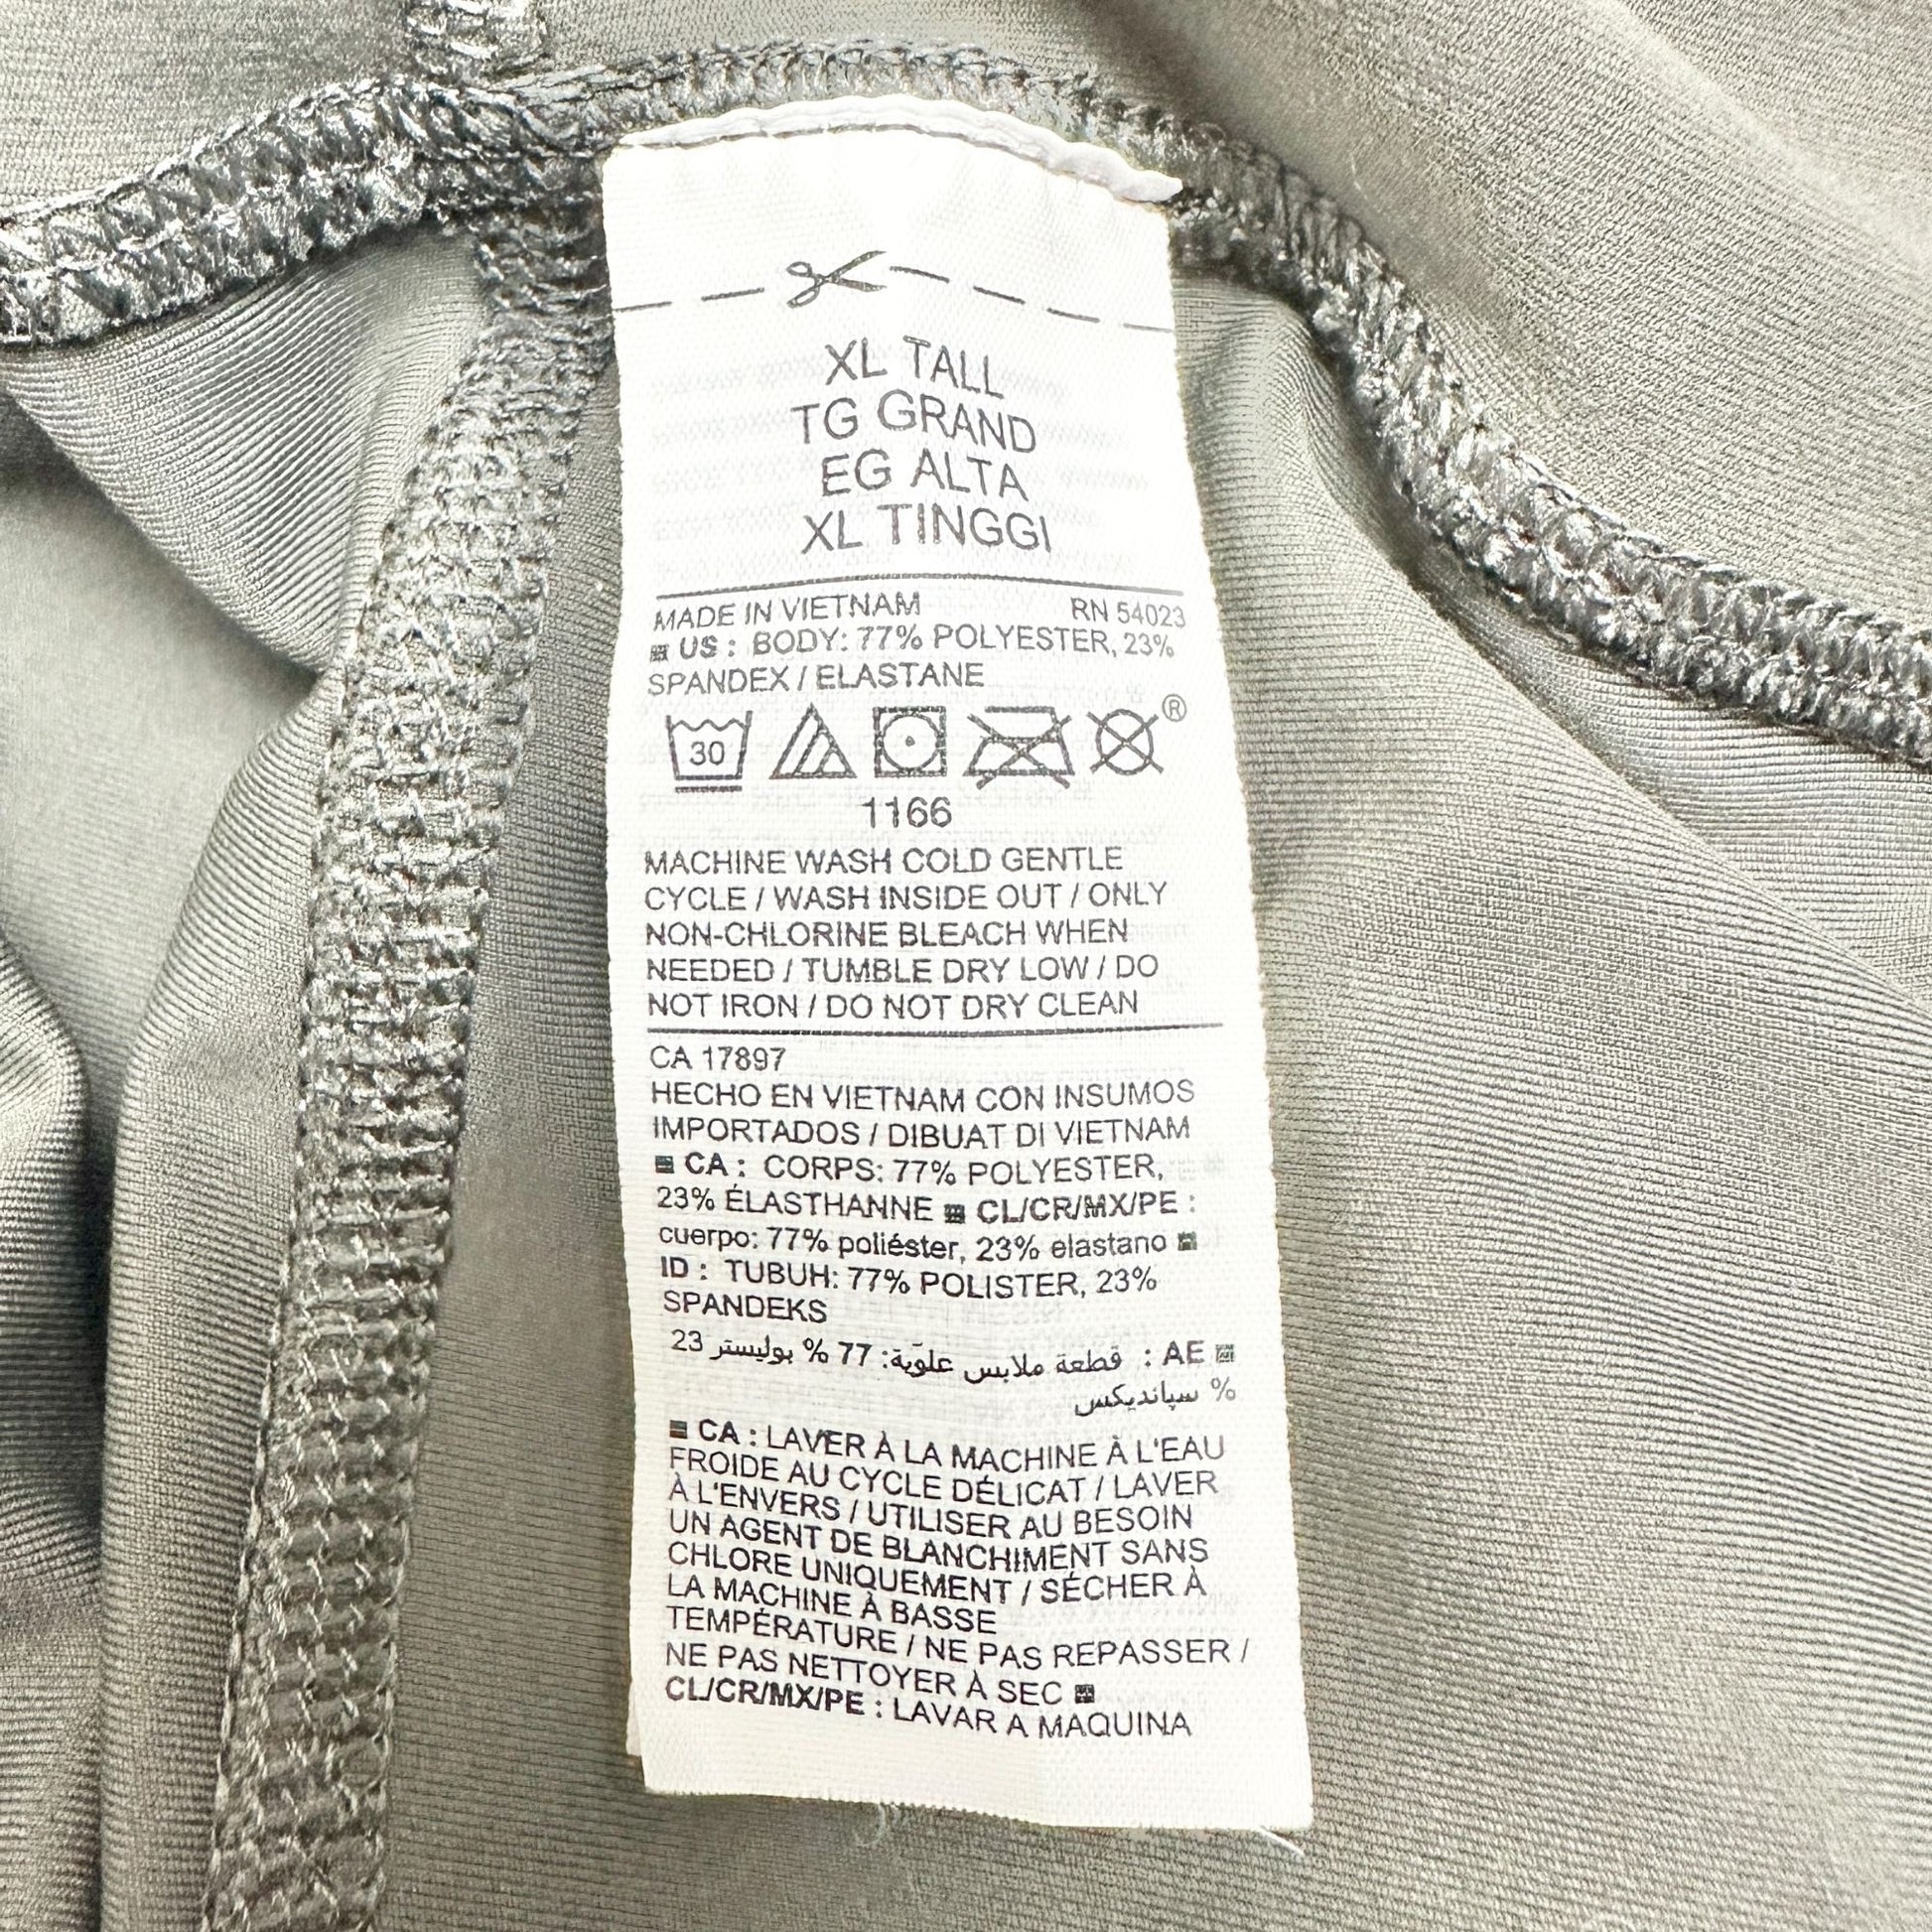 XL TALL
TG GRAND
EG ALTA
XL TINGGI
MADE IN VIETNAM RN 54023
US : BODY: 77% POLYESTER, 23%
SPANDEX / ELASTANE
30 ®
1166
MACHINE WASH COLD GENTLE
CYCLE / WASH INSIDE OUT / ONLY
NON-CHLORINE BLEACH WHEN
NEEDED / TUMBLE DRY LOW / DO
NOT IRON / DO NOT DRY CLEAN
CA 17897
HECHO EN VIETNAM CON INSUMOS
IMPORTADOS / DIBUAT DI VIETNAM
CA : CORPS: 77% POLYESTER,
23% ÉLASTHANNE CL/CR/MX/PE :
cuerpo: 77% poliéster, 23% elastano
ID : TUBUH: 77% POLISTER, 23%
SPANDEKS
AE : قطعة ملابس علوّية: 77 % بوليستر 23
% سباندیکس
CA : LAVER À LA MACHINE À L'EAU
FROIDE AU CYCLE DÉLICAT / LAVER
À L'ENVERS / UTILISER AU BESOIN
UN AGENT DE BLANCHIMENT SANS
CHLORE UNIQUEMENT / SÉCHER À
LA MACHINE À BASSE
TEMPÉRATURE / NE PAS REPASSER /
NE PAS NETTOYER À SEC
CL/CR/MX/PE : LAVAR A MAQUINA